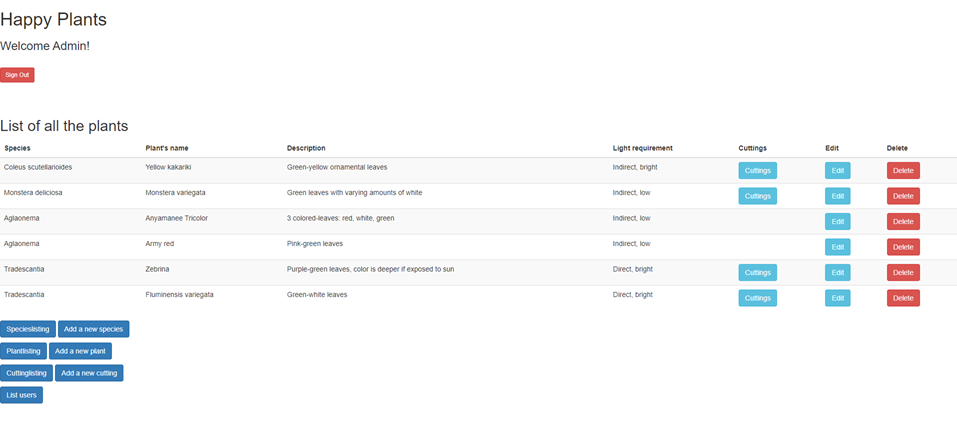 Happy Plants
Welcome Admin!
Sign Out
List of all the plants
Species Plant's name Description Light requirement Cuttings Edit Delete
Coleus scutellarioides Yellow kakariki Green-yellow ornamental leaves Indirect, bright Cuttings Edit Delete
Monstera deliciosa Monstera variegata Green leaves with varying amounts of white Indirect, low Cuttings Edit Delete
Aglaonema Anyamanee Tricolor 3 colored-leaves: red, white, green Indirect, low Edit Delete
Aglaonema Army red Pink-green leaves Indirect, low Edit Delete
Tradescantia Zebrina Purple-green leaves, color is deeper if exposed to sun Direct, bright Cuttings Edit Delete
Tradescantia Fluminensis variegata Green-white leaves Direct, bright Cuttings Edit Delete
Specieslisting Add a new species
Plantlisting Add a new plant
Cuttinglisting Add a new cutting
List users